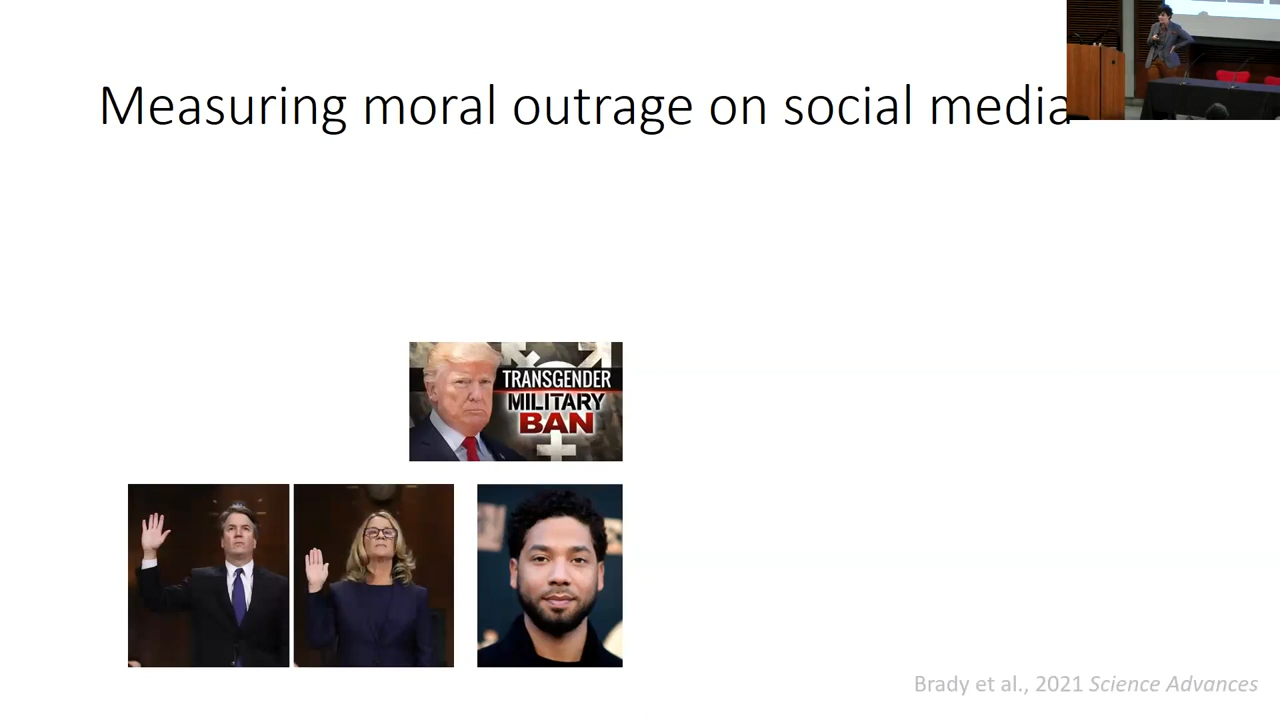 Measuring moral outrage on social media
TRANSGENDER
MILITARY
BAN
Brady et al., 2021 Science Advances